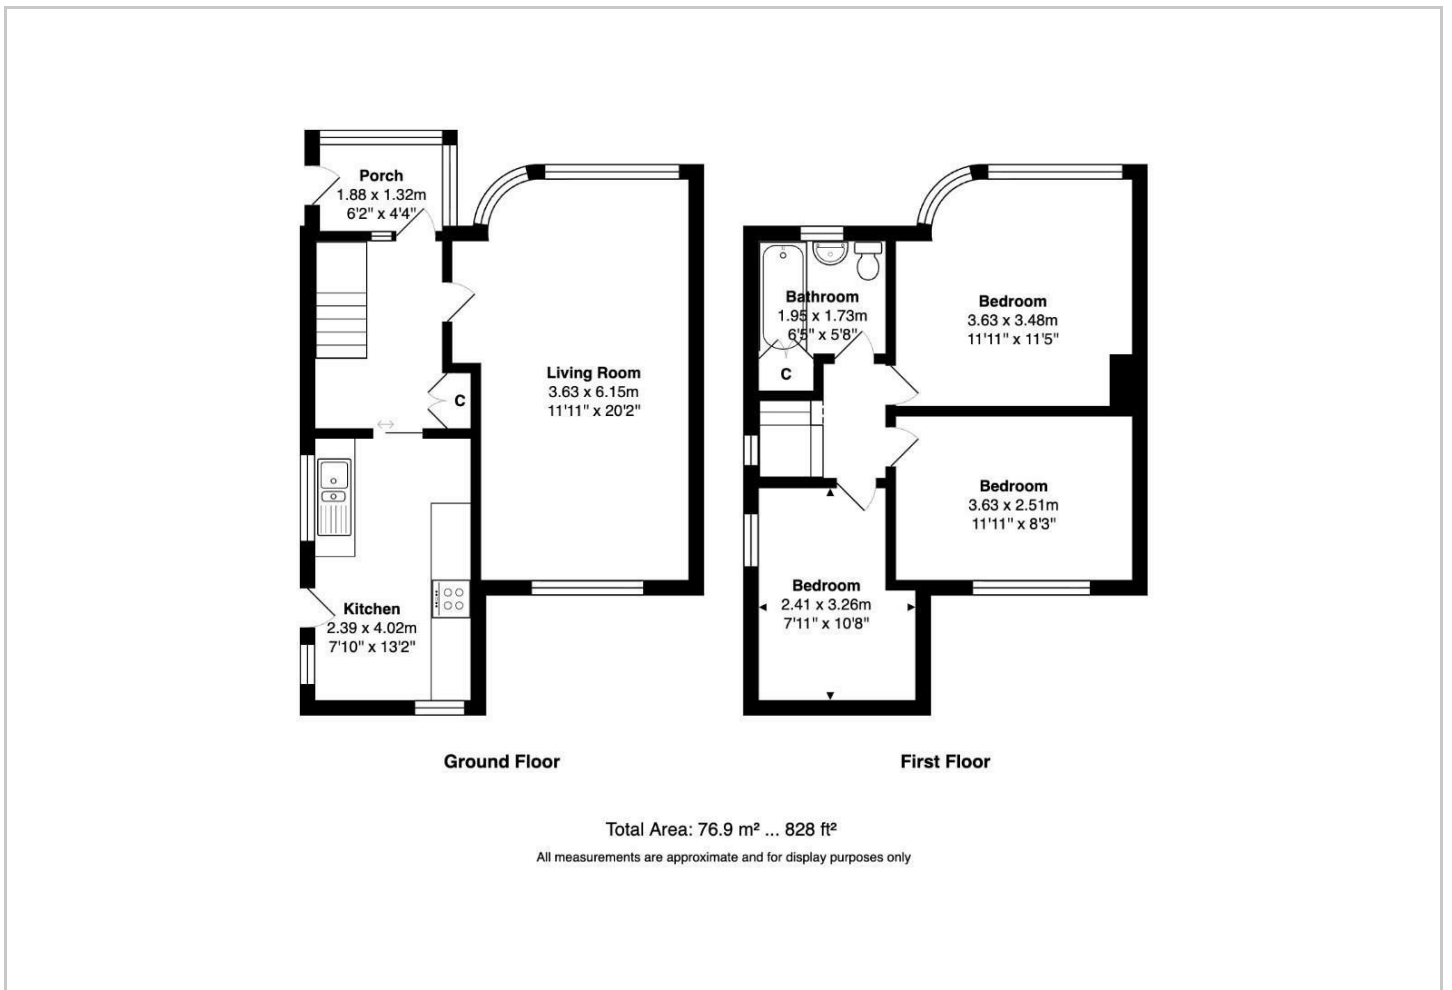 Porch
1.88 x 1.32m
6'2" x 4'4"
Living Room
3.63 x 6.15m
11'11" x 20'2"
C
Kitchen
2.39 x 4.02m
7'10" x 13'2"
Ground Floor
Bathroom
1.95 x 1.73m
6'5" x 5'8"
C
Bedroom
3.63 x 3.48m
11'11" x 11'5"
Bedroom
3.63 x 2.51m
11'11" x 8'3"
Bedroom
2.41 x 3.26m
7'11" x 10'8"
First Floor
Total Area: 76.9 m² ... 828 ft²
All measurements are approximate and for display purposes only